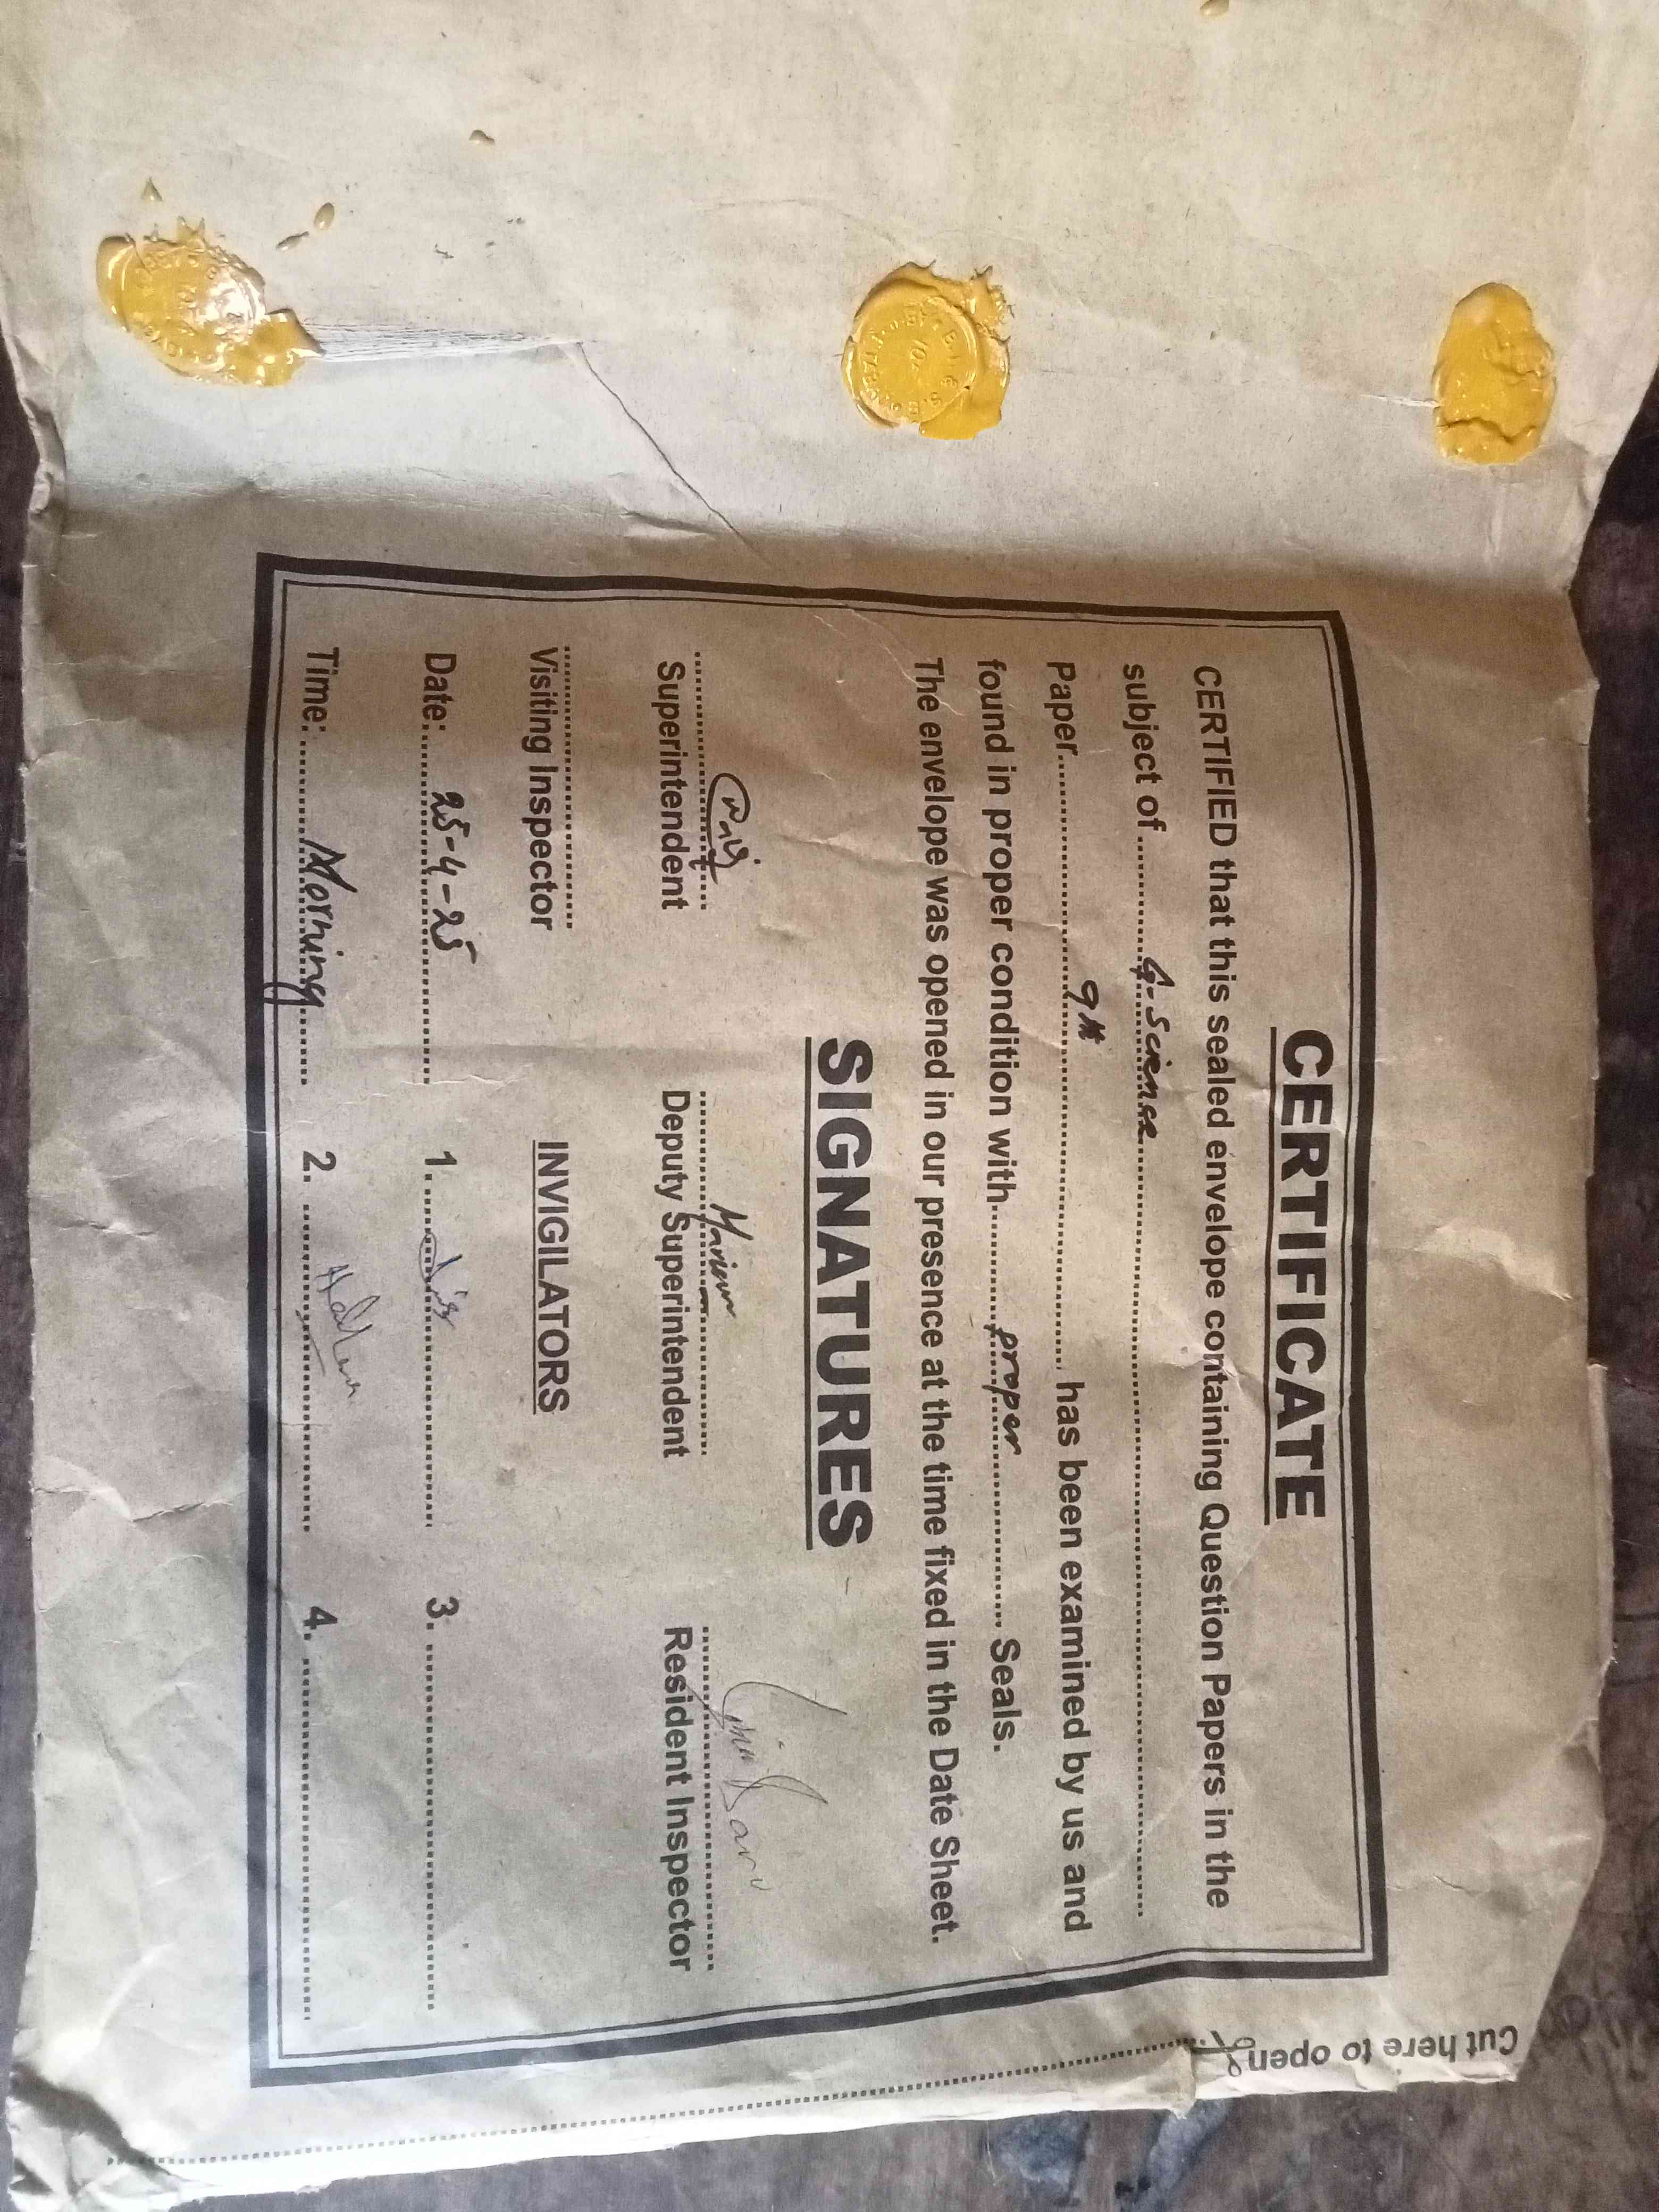 CERTIFICATE
CERTIFIED that this sealed envelope containing Question Papers in the
subject of ........ G-Science ........
Paper ........ 9th ........ has been examined by us and
found in proper condition with ........ proper ........ Seals.
The envelope was opened in our presence at the time fixed in the Date Sheet.
SIGNATURES
Mariam
Superintendent Deputy Superintendent Resident Inspector
Visiting Inspector INVIGILATORS
Date: 25-4-25 1. 3.
Time: Morning 2. 4.
Cut here to open